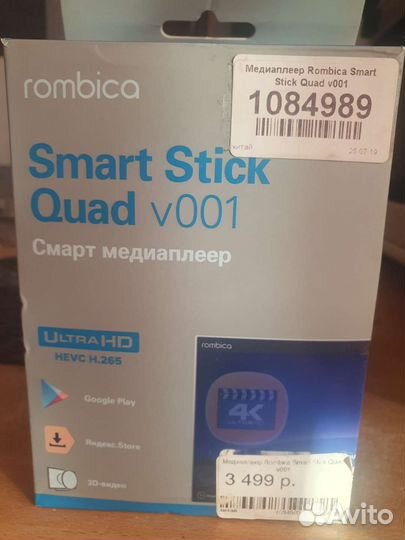 rombica
Медиаплеер Rombica Smart
Stick Quad v001
1084989
китай
25-07-19
Smart Stick
Quad v001
Смарт медиаплеер
ULTRA HD
HEVC H.265
Google Play
Яндекс.Store
3D-видео
rombica
4K
Медиаплеер Rombica Smart Stick Quad
v001
3 499 р.
Avito